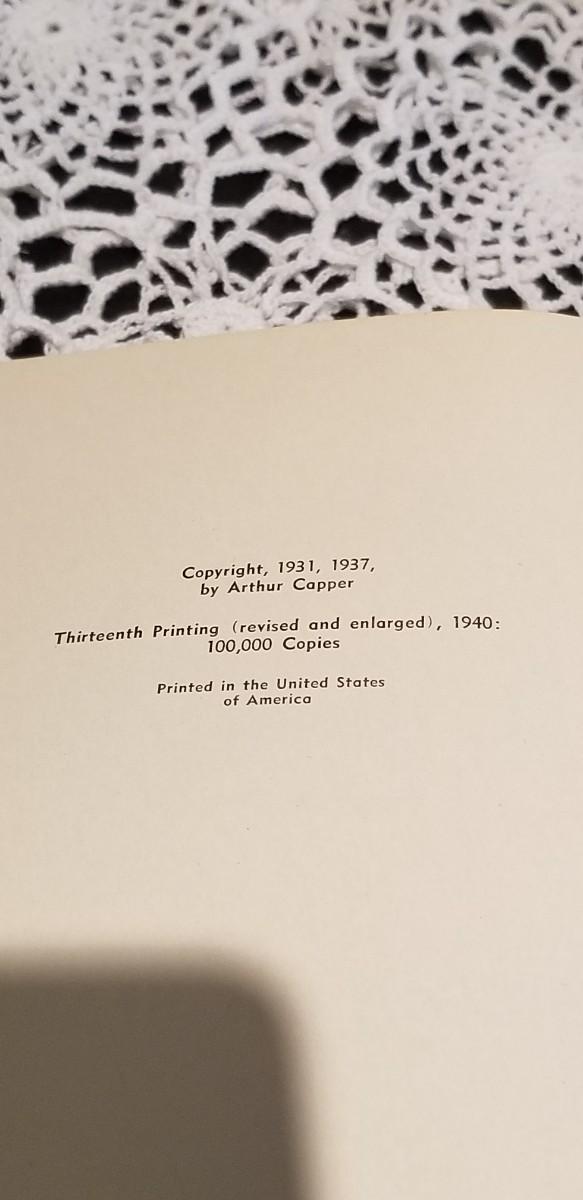 Copyright, 1931, 1937,
by Arthur Capper
Thirteenth Printing (revised and enlarged), 1940:
100,000 Copies
Printed in the United States
of America